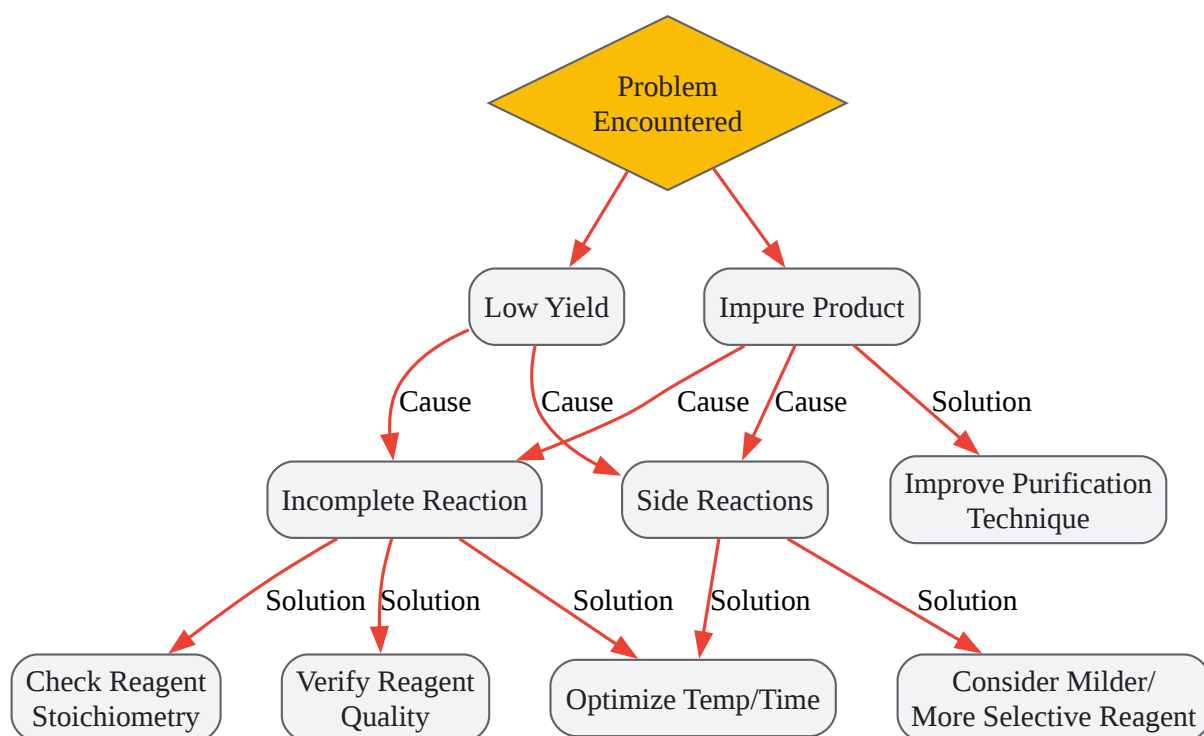 Problem
Encountered
Low Yield
Impure Product
Cause
Cause
Cause
Cause
Solution
Incomplete Reaction
Side Reactions
Improve Purification
Technique
Solution
Solution
Solution
Solution
Solution
Check Reagent
Stoichiometry
Verify Reagent
Quality
Optimize Temp/Time
Consider Milder/
More Selective Reagent